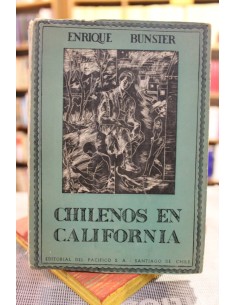 ENRIQUE BUNSTER
CHILENOS EN
CALIFORNIA
EDITORIAL DEL PACIFICO S. A. - SANTIAGO DE CHILE